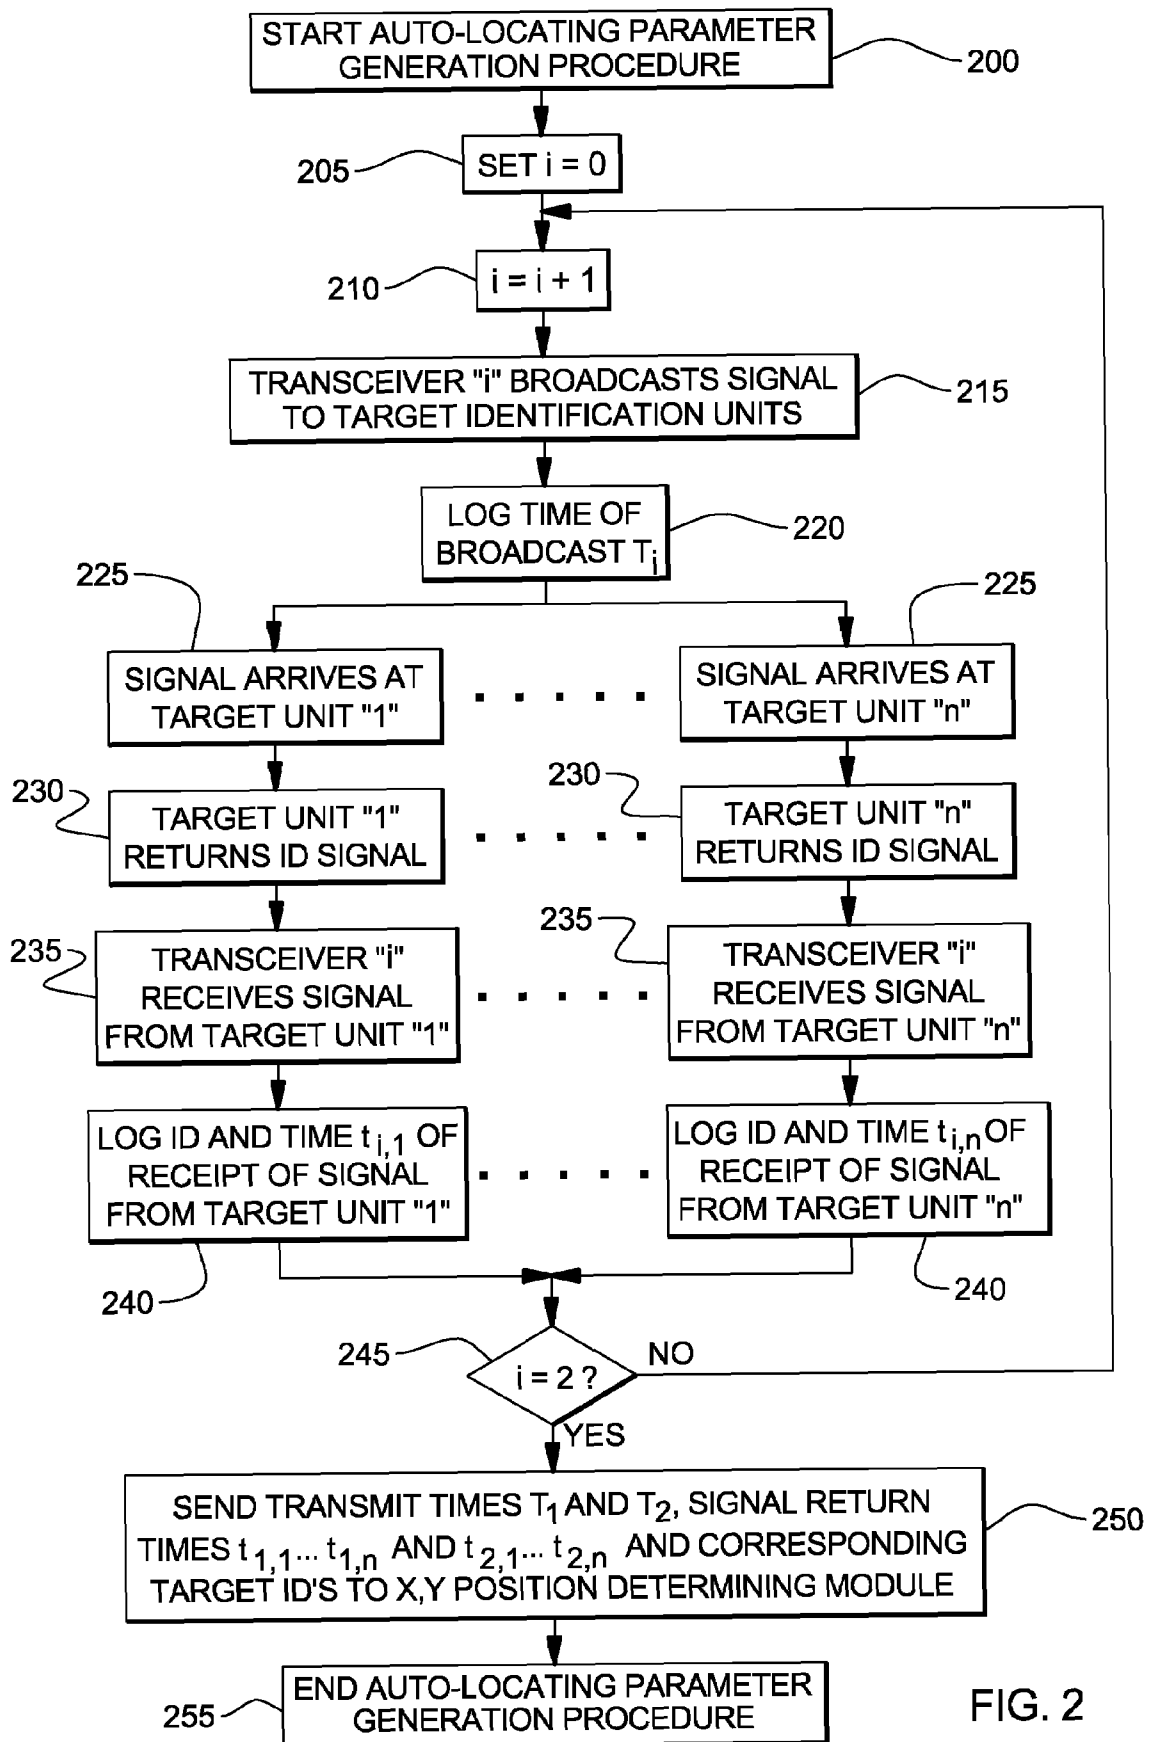 START AUTO-LOCATING PARAMETER
GENERATION PROCEDURE
200
205
SET i = 0
210
i = i + 1
TRANSCEIVER "i" BROADCASTS SIGNAL
TO TARGET IDENTIFICATION UNITS
215
LOG TIME OF
BROADCAST Ti
220
225
225
SIGNAL ARRIVES AT
TARGET UNIT "1"
SIGNAL ARRIVES AT
TARGET UNIT "n"
230
230
TARGET UNIT "1"
RETURNS ID SIGNAL
TARGET UNIT "n"
RETURNS ID SIGNAL
235
235
TRANSCEIVER "i"
RECEIVES SIGNAL
FROM TARGET UNIT "1"
TRANSCEIVER "i"
RECEIVES SIGNAL
FROM TARGET UNIT "n"
LOG ID AND TIME ti,1 OF
RECEIPT OF SIGNAL
FROM TARGET UNIT "1"
LOG ID AND TIME ti,n OF
RECEIPT OF SIGNAL
FROM TARGET UNIT "n"
240
240
245
i = 2 ?
NO
YES
SEND TRANSMIT TIMES T1 AND T2, SIGNAL RETURN
TIMES t1,1... t1,n AND t2,1... t2,n AND CORRESPONDING
TARGET ID'S TO X,Y POSITION DETERMINING MODULE
250
END AUTO-LOCATING PARAMETER
GENERATION PROCEDURE
255
FIG. 2